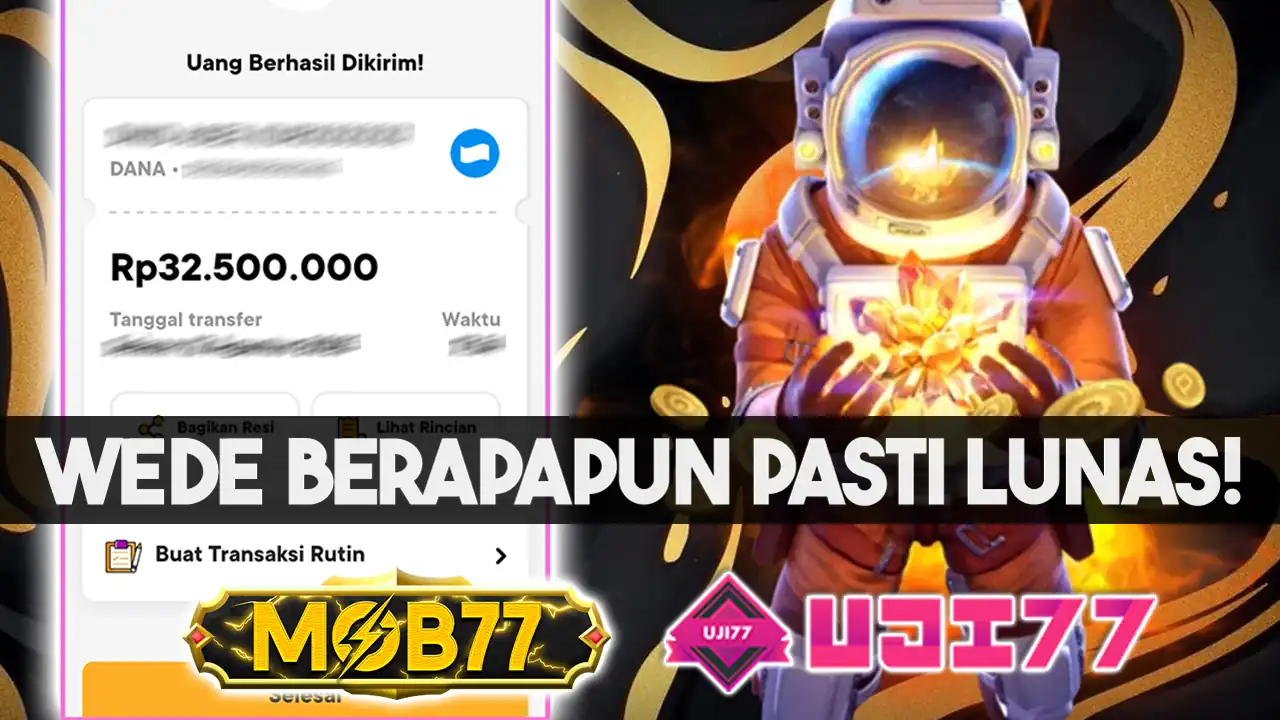 Uang Berhasil Dikirim!
DANA •
Rp32.500.000
Tanggal transfer
Waktu
Bagikan Resi
Lihat Rincian
WEDE BERAPAPUN PASTI LUNAS!
Buat Transaksi Rutin
MOB77
UJI77
UJI77
Selesai